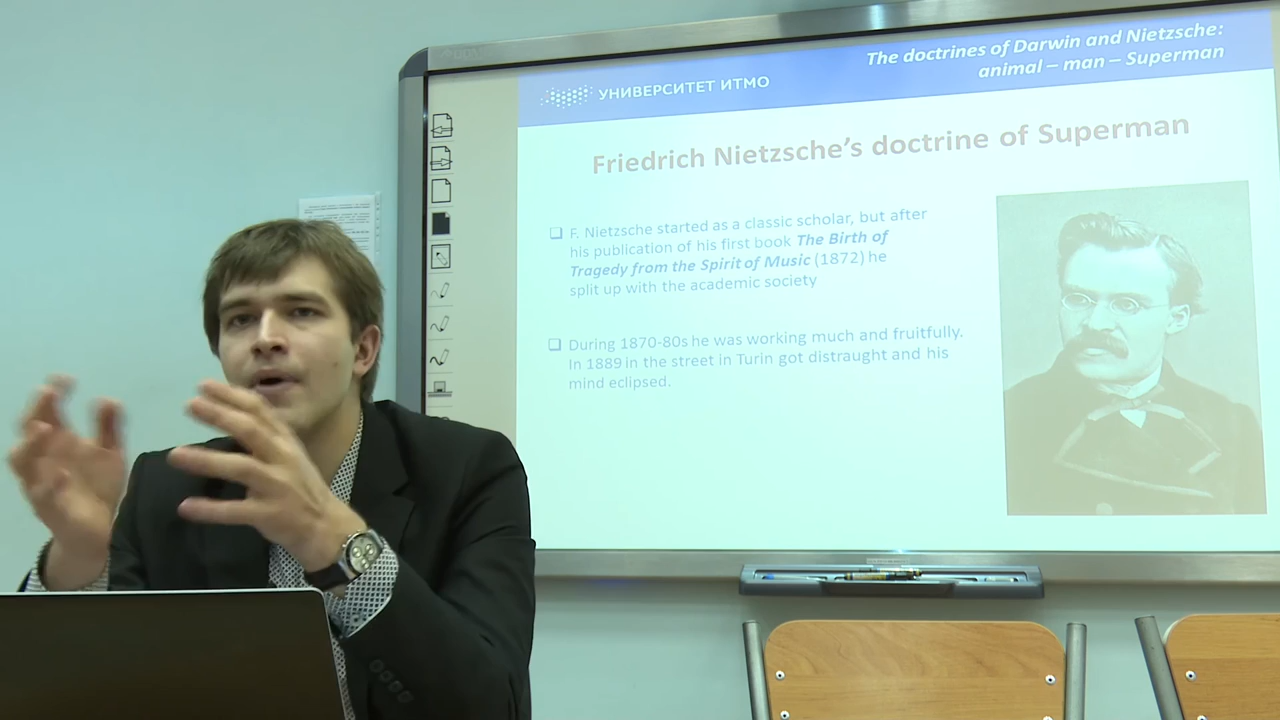 The doctrines of Darwin and Nietzsche:
animal – man – Superman
УНИВЕРСИТЕТ ИТМО
Friedrich Nietzsche's doctrine of Superman
F. Nietzsche started as a classic scholar, but after
his publication of his first book The Birth of
Tragedy from the Spirit of Music (1872) he
split up with the academic society
During 1870-80s he was working much and fruitfully.
In 1889 in the street in Turin got distraught and his
mind eclipsed.